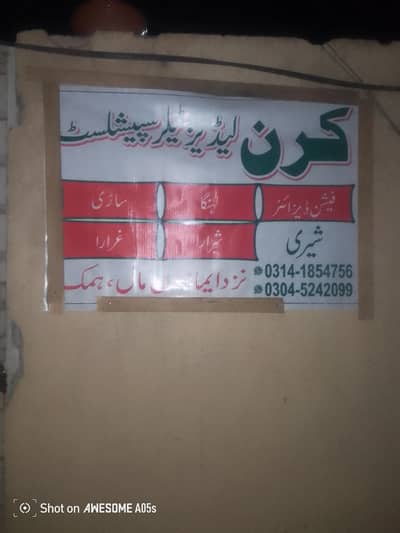 کرن لیڈیز ٹیلر سپیشلسٹ
فیشن ڈیزائنر لہنگا ساڑی
شیری شرارا غرارا
0314-1854756
0304-5242099
نزد ماں، ہمک
Shot on AWESOME A05s